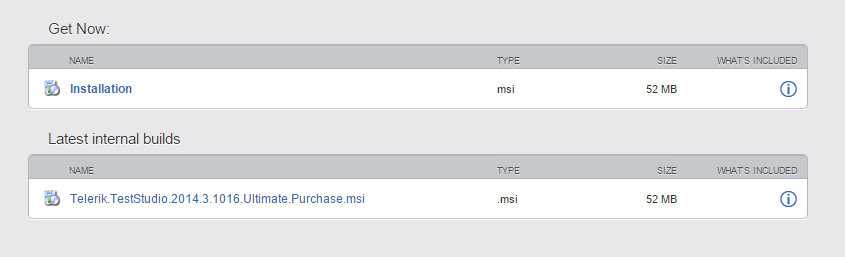 Get Now:
NAME TYPE SIZE WHAT'S INCLUDED
Installation msi 52 MB
Latest internal builds
NAME TYPE SIZE WHAT'S INCLUDED
Telerik.TestStudio.2014.3.1016.Ultimate.Purchase.msi .msi 52 MB